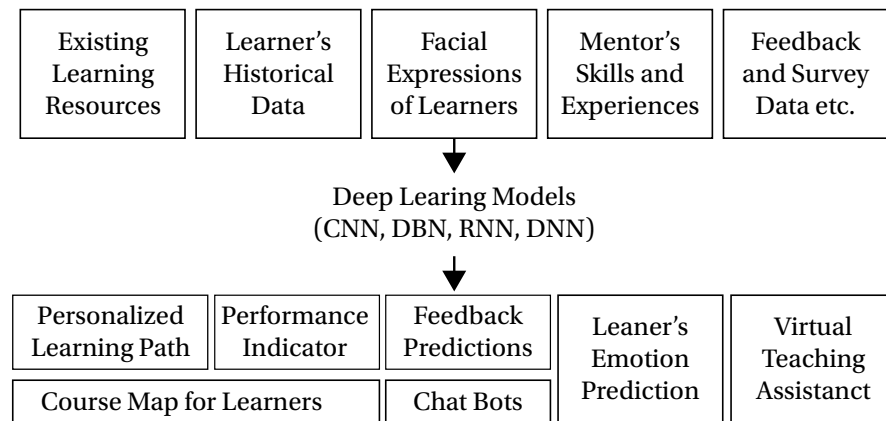 Existing
Learning
Resources
Learner's
Historical
Data
Facial
Expressions
of Learners
Mentor's
Skills and
Experiences
Feedback
and Survey
Data etc.
Deep Learing Models
(CNN, DBN, RNN, DNN)
Personalized
Learning Path
Performance
Indicator
Feedback
Predictions
Leaner's
Emotion
Prediction
Virtual
Teaching
Assistanct
Course Map for Learners
Chat Bots